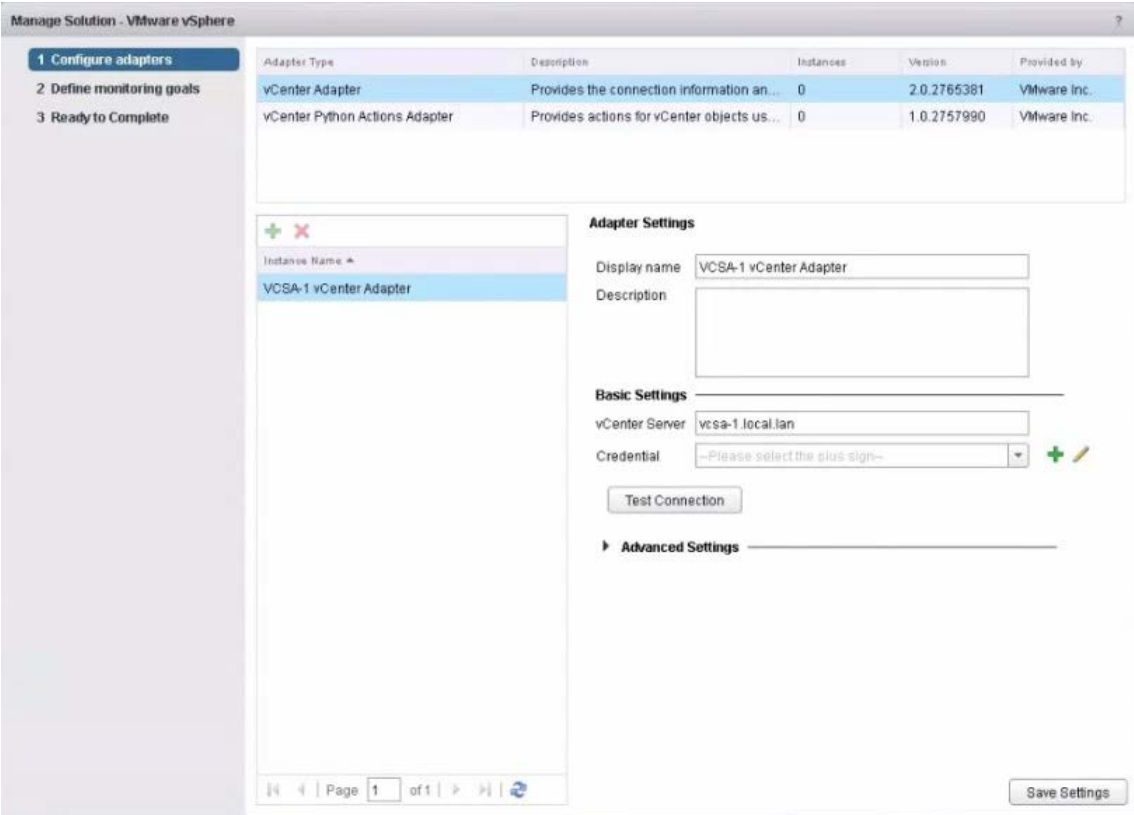 Manage Solution - VMware vSphere ?
1 Configure adapters
2 Define monitoring goals
3 Ready to Complete
Adapter Type Description Instances Version Provided by
vCenter Adapter Provides the connection information an... 0 2.0.2765381 VMware Inc.
vCenter Python Actions Adapter Provides actions for vCenter objects us... 0 1.0.2757990 VMware Inc.
Instance Name
VCSA-1 vCenter Adapter
Page 1 of 1
Adapter Settings
Display name VCSA-1 vCenter Adapter
Description
Basic Settings
vCenter Server vcsa-1.local.lan
Credential --Please select the plus sign--
Test Connection
Advanced Settings
Save Settings